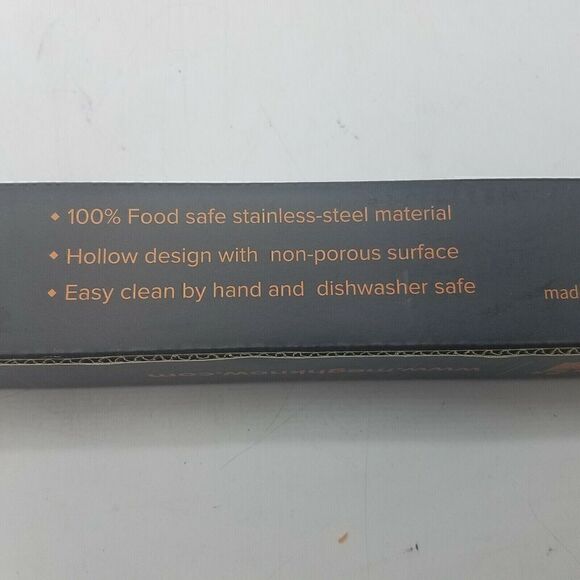 ◆ 100% Food safe stainless-steel material
◆ Hollow design with non-porous surface
◆ Easy clean by hand and dishwasher safe
mad